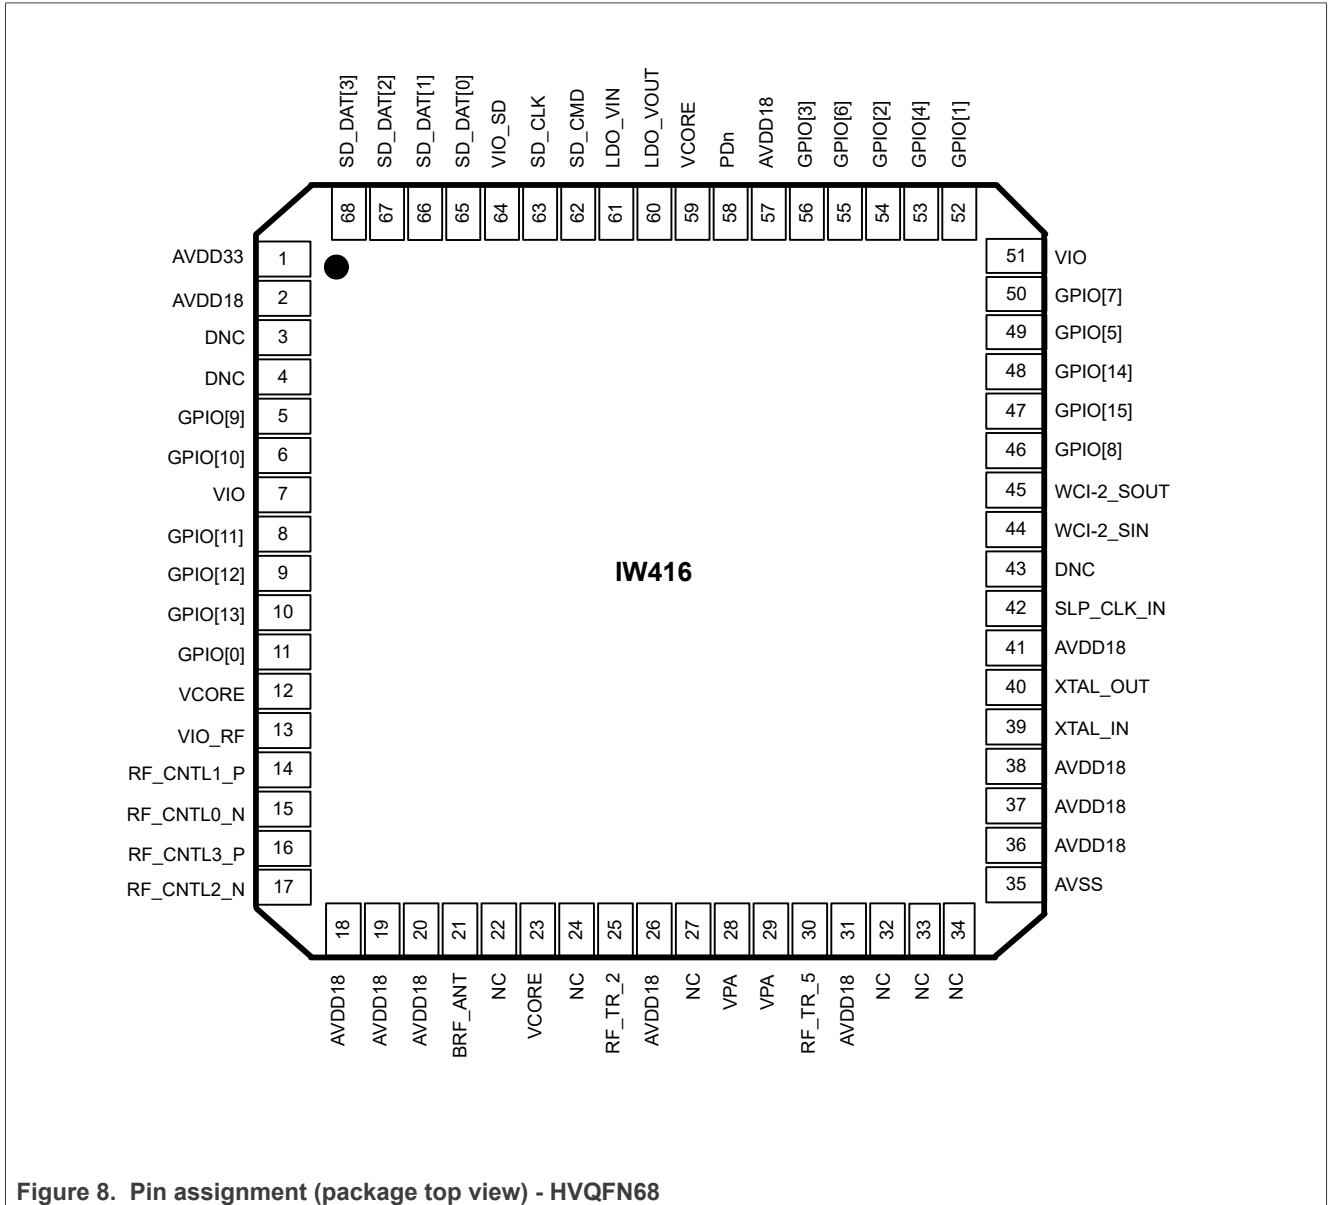 SD_DAT[3]
SD_DAT[2]
SD_DAT[1]
SD_DAT[0]
VIO_SD
SD_CLK
SD_CMD
LDO_VIN
LDO_VOUT
VCORE
PDn
AVDD18
GPIO[3]
GPIO[6]
GPIO[2]
GPIO[4]
GPIO[1]
68
67
66
65
64
63
62
61
60
59
58
57
56
55
54
53
52
AVDD33 1
AVDD18 2
DNC 3
DNC 4
GPIO[9] 5
GPIO[10] 6
VIO 7
GPIO[11] 8
GPIO[12] 9
GPIO[13] 10
GPIO[0] 11
VCORE 12
VIO_RF 13
RF_CNTL1_P 14
RF_CNTL0_N 15
RF_CNTL3_P 16
RF_CNTL2_N 17
IW416
51 VIO
50 GPIO[7]
49 GPIO[5]
48 GPIO[14]
47 GPIO[15]
46 GPIO[8]
45 WCI-2_SOUT
44 WCI-2_SIN
43 DNC
42 SLP_CLK_IN
41 AVDD18
40 XTAL_OUT
39 XTAL_IN
38 AVDD18
37 AVDD18
36 AVDD18
35 AVSS
18
19
20
21
22
23
24
25
26
27
28
29
30
31
32
33
34
AVDD18
AVDD18
AVDD18
BRF_ANT
NC
VCORE
NC
RF_TR_2
AVDD18
NC
VPA
VPA
RF_TR_5
AVDD18
NC
NC
NC
Figure 8. Pin assignment (package top view) - HVQFN68